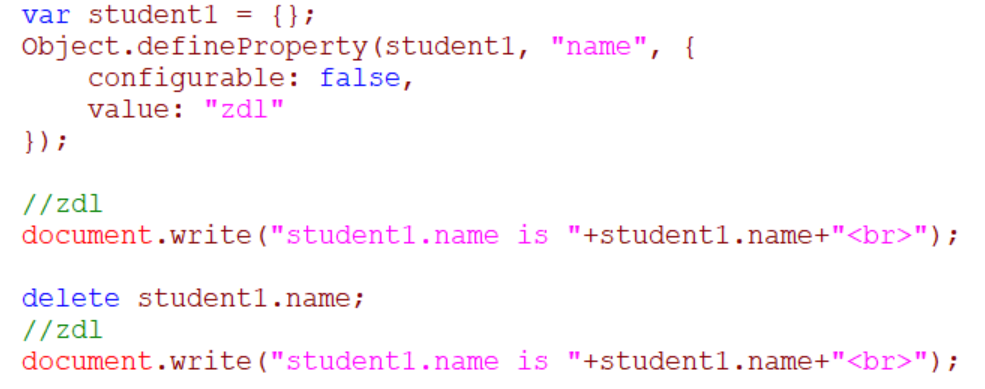 var student1 = {};
Object.defineProperty(student1, "name", {
    configurable: false,
    value: "zdl"
});
//zdl
document.write("student1.name is "+student1.name+"<br>");
delete student1.name;
//zdl
document.write("student1.name is "+student1.name+"<br>");